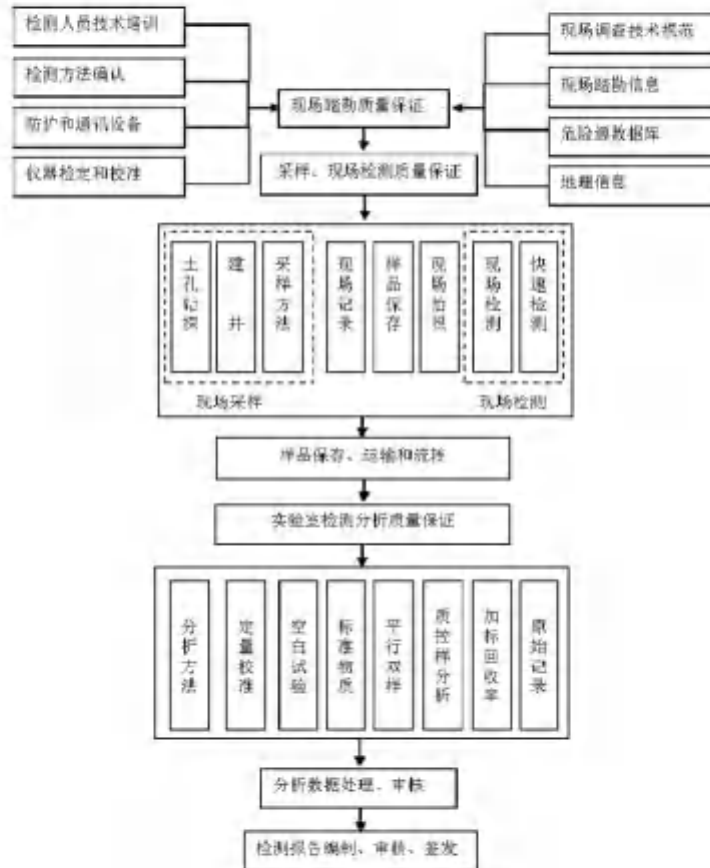 检测人员技术培训
检测方法确认
防护和通讯设备
仪器检定和校准
现场调查技术规范
现场踏勘信息
危险源数据库
地理信息
现场踏勘质量保证
采样、现场检测质量保证
土孔钻探
建井
采样方法
现场记录
样品保存
现场拍照
现场检测
快速检测
现场采样
现场检测
样品保存、运输和流转
实验室检测分析质量保证
分析方法
定量校准
空白试验
标准物质
平行双样
质控样分析
加标回收率
原始记录
分析数据处理、审核
检测报告编制、审核、签发